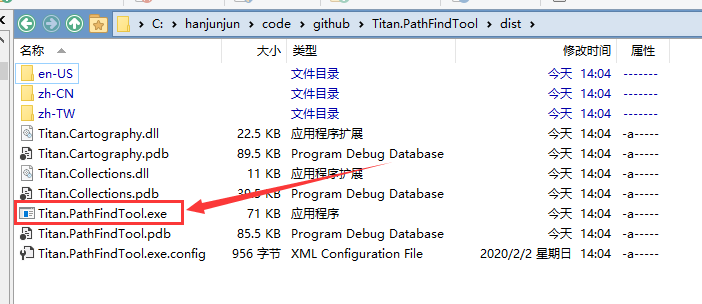 C: hanjunjun code github Titan.PathFindTool dist
名称 大小 类型 修改时间 属性
en-US 文件目录 今天 14:04 -------
zh-CN 文件目录 今天 14:04 -------
zh-TW 文件目录 今天 14:04 -------
Titan.Cartography.dll 22.5 KB 应用程序扩展 今天 14:04 -a-----
Titan.Cartography.pdb 89.5 KB Program Debug Database 今天 14:04 -a-----
Titan.Collections.dll 11 KB 应用程序扩展 今天 14:04 -a-----
Titan.Collections.pdb 39.5 KB Program Debug Database 今天 14:04 -a-----
Titan.PathFindTool.exe 71 KB 应用程序 今天 14:04 -a-----
Titan.PathFindTool.pdb 85.5 KB Program Debug Database 今天 14:04 -a-----
Titan.PathFindTool.exe.config 956 字节 XML Configuration File 2020/2/2 星期日 14:04 -a-----